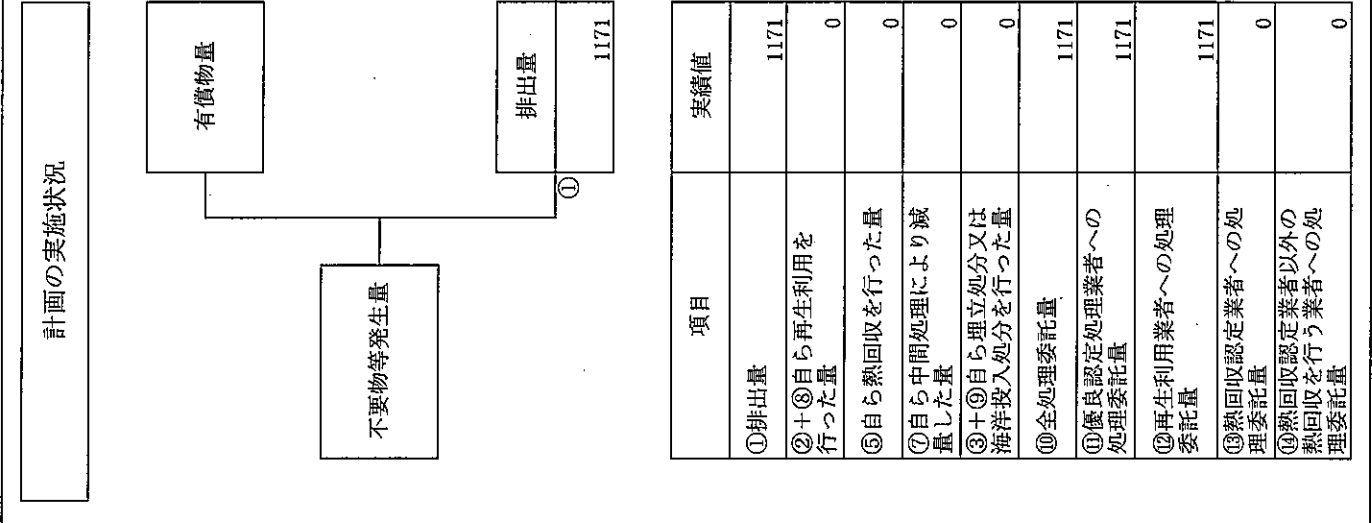 計画の実施状況
有償物量
不要物等発生量
排出量
①
1171
項目
実績値
①排出量
1171
②+⑧自ら再生利用を
行った量
0
⑤自ら熱回収を行った量
0
⑦自ら中間処理により減
量した量
0
③+⑨自ら埋立処分又は
海洋投入処分を行った量
0
⑩全処理委託量
1171
⑪優良認定処理業者への
処理委託量
1171
⑫再生利用業者への処理
委託量
1171
⑬熱回収認定業者への処
理委託量
0
⑭熱回収認定業者以外の
熱回収を行う業者への処
理委託量
0